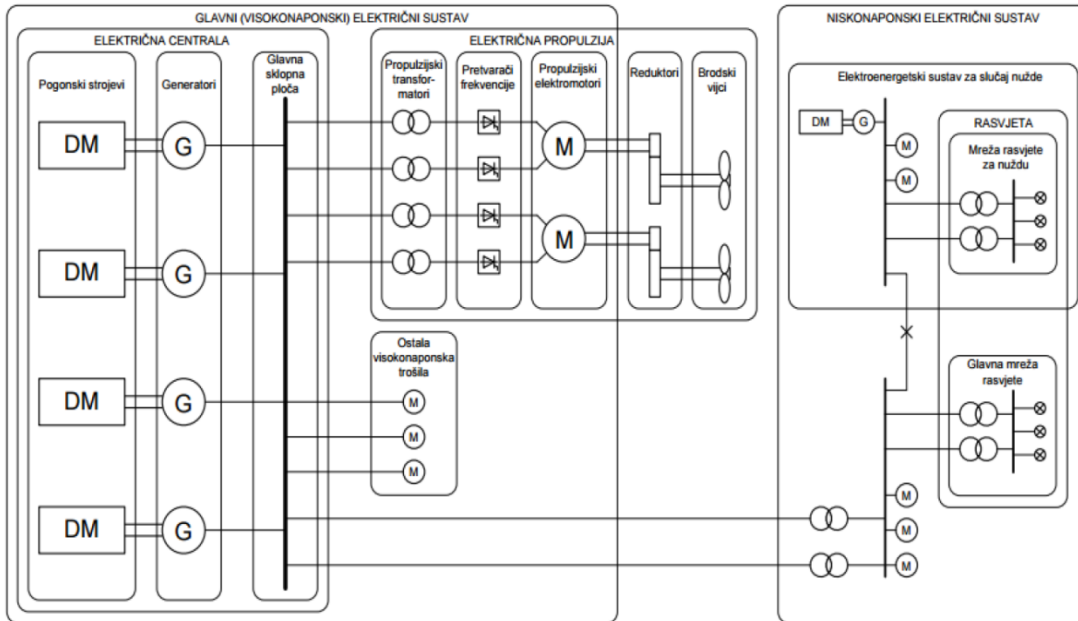 GLAVNI (VISOKONAPONSKI) ELEKTRIČNI SUSTAV
ELEKTRIČNA CENTRALA
Pogonski strojevi
Generatori
Glavna
sklopna
ploča
DM
G
DM
G
DM
G
DM
G
ELEKTRIČNA PROPULZIJA
Propulzijski
transfor-
matori
Pretvarači
frekvencije
Propulzijski
elektromotori
Reduktori
Brodski
vijci
M
M
Ostala
visokonaponska
trošila
M
M
M
NISKONAPONSKI ELEKTRIČNI SUSTAV
Elektroenergetski sustav za slučaj nužde
DM
G
M
M
RASVJETA
Mreža rasvjete
za nuždu
Glavna mreža
rasvjete
M
M
M